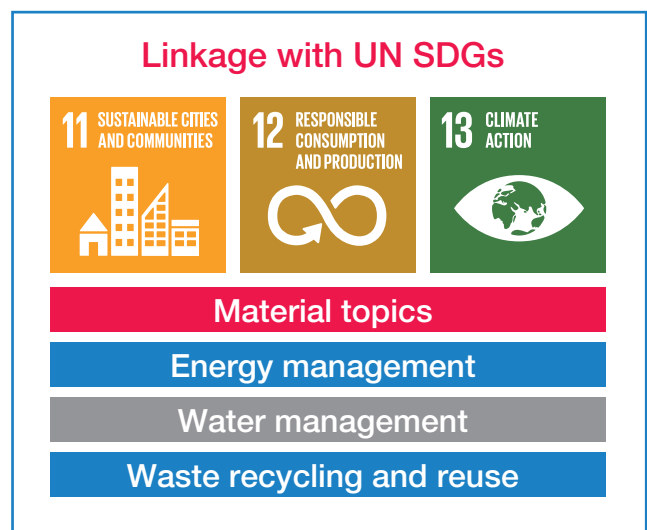 Linkage with UN SDGs
11 SUSTAINABLE CITIES
AND COMMUNITIES
12 RESPONSIBLE
CONSUMPTION
AND PRODUCTION
13 CLIMATE
ACTION
Material topics
Energy management
Water management
Waste recycling and reuse